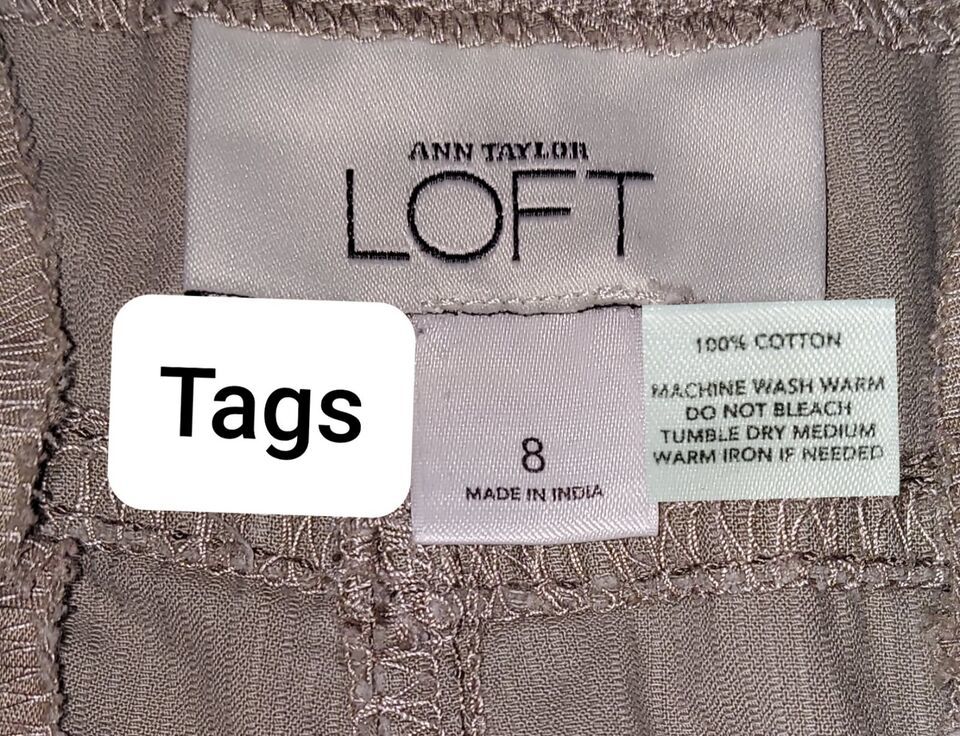 ANN TAYLOR
LOFT
Tags
8
MADE IN INDIA
100% COTTON
MACHINE WASH WARM
DO NOT BLEACH
TUMBLE DRY MEDIUM
WARM IRON IF NEEDED